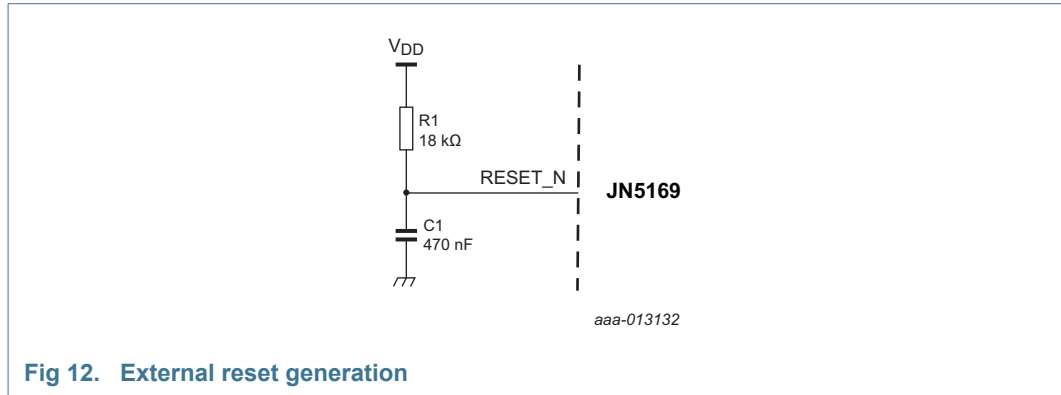 VDD
R1
18 kΩ
RESET_N
JN5169
C1
470 nF
aaa-013132
Fig 12. External reset generation